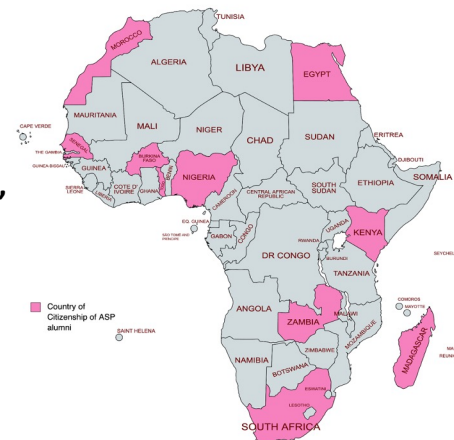 TUNISIA
MOROCCO
ALGERIA
LIBYA
EGYPT
MAURITANIA
MALI
NIGER
CHAD
SUDAN
ERITREA
CAPE VERDE
SENEGAL
THE GAMBIA
GUINEA-BISSAU
GUINEA
BURKINA
FASO
BENIN
NIGERIA
DJIBOUTI
SOMALIA
SIERRA
LEONE
LIBERIA
COTE D'
IVOIRE
GHANA
CAMEROON
CENTRAL AFRICAN
REPUBLIC
SOUTH
SUDAN
ETHIOPIA
,
EQ. GUINEA
SAO TOME AND
PRINCIPE
GABON
CONGO
DR CONGO
UGANDA
KENYA
RWANDA
BURUNDI
TANZANIA
SEYCHEL
Country of
Citizenship of ASP
alumni
SAINT HELENA
ANGOLA
ZAMBIA
MALAWI
MOZAMBIQUE
COMOROS
MAYOTTE
MADAGASCAR
NAMIBIA
BOTSWANA
ZIMBABWE
MA
REUN
LESOTHO
SOUTH AFRICA